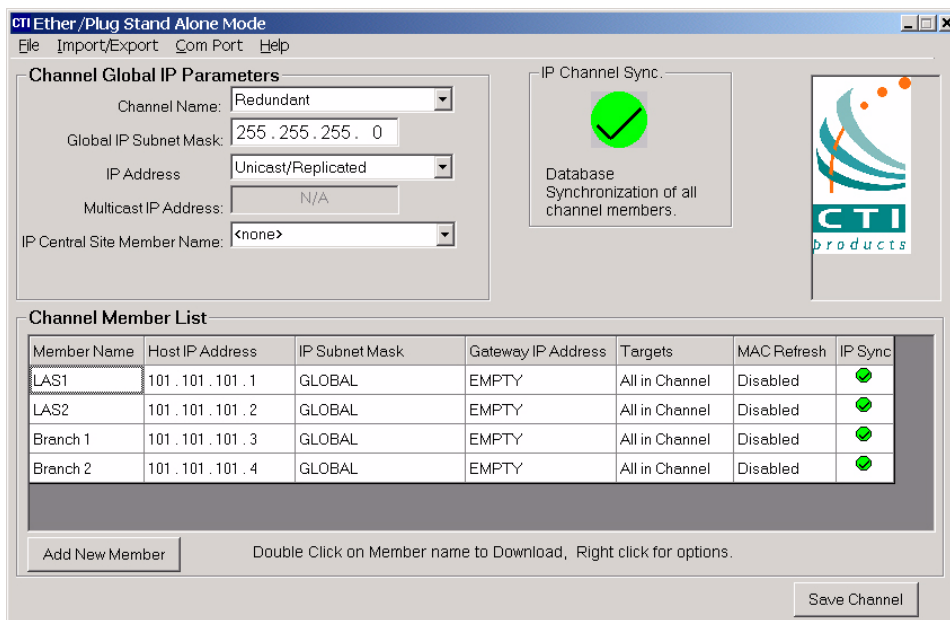 CTI Ether/Plug Stand Alone Mode
File Import/Export Com Port Help
Channel Global IP Parameters
Channel Name: Redundant
Global IP Subnet Mask: 255 . 255 . 255 . 0
IP Address Unicast/Replicated
Multicast IP Address: N/A
IP Central Site Member Name: <none>
IP Channel Sync.
Database
Synchronization of all
channel members.
CTI
products
Channel Member List
Member Name Host IP Address IP Subnet Mask Gateway IP Address Targets MAC Refresh IP Sync
LAS1 101 . 101 . 101 . 1 GLOBAL EMPTY All in Channel Disabled
LAS2 101 . 101 . 101 . 2 GLOBAL EMPTY All in Channel Disabled
Branch 1 101 . 101 . 101 . 3 GLOBAL EMPTY All in Channel Disabled
Branch 2 101 . 101 . 101 . 4 GLOBAL EMPTY All in Channel Disabled
Add New Member
Double Click on Member name to Download, Right click for options.
Save Channel